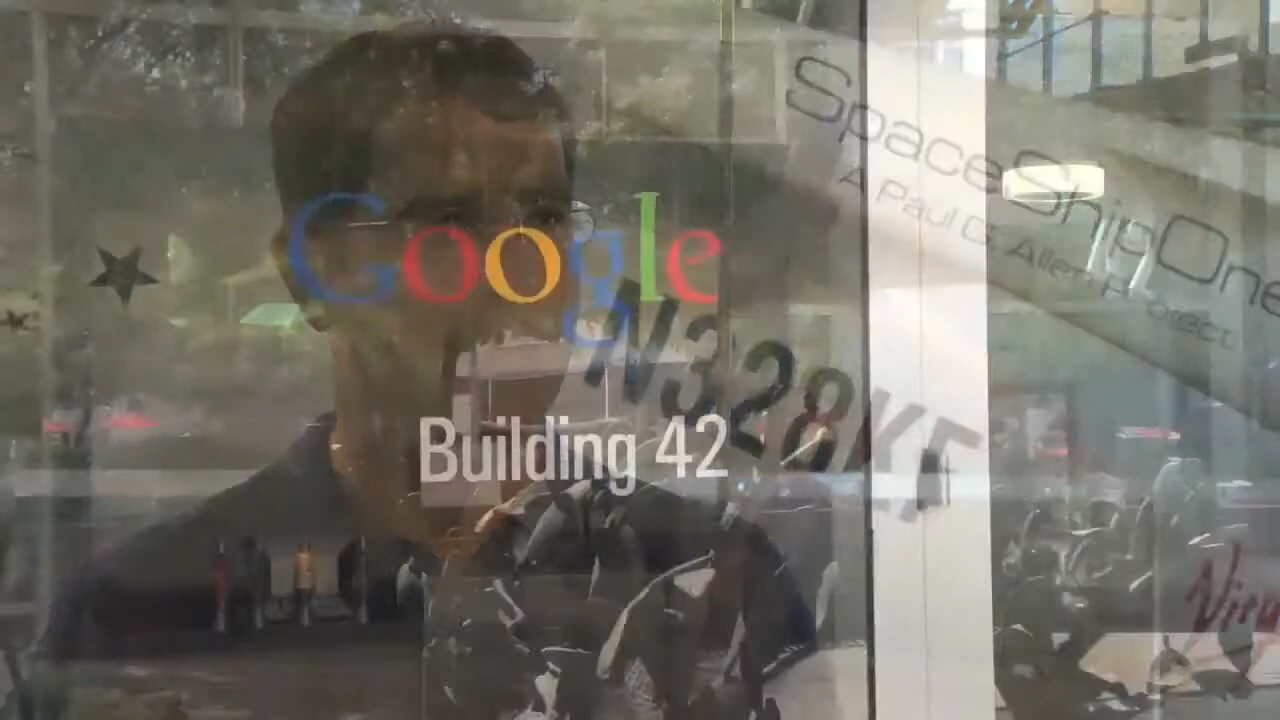 Google
Building 42
SpaceShipOne
A Paul G. Allen Project
N328KF